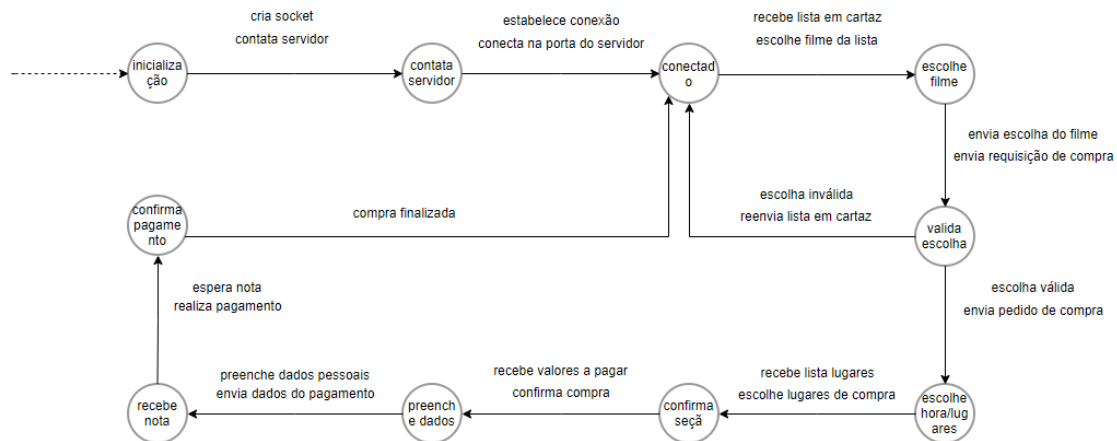 cria socket
contata servidor
estabelece conexão
conecta na porta do servidor
recebe lista em cartaz
escolhe filme da lista
inicializa
ção
contata
servidor
conectad
o
escolhe
filme
envia escolha do filme
envia requisição de compra
confirma
pagame
nto
compra finalizada
escolha inválida
reenvia lista em cartaz
valida
escolha
espera nota
realiza pagamento
escolha válida
envia pedido de compra
preenche dados pessoais
envia dados do pagamento
recebe valores a pagar
confirma compra
recebe lista lugares
escolhe lugares de compra
recebe
nota
preench
e dados
confirma
seçã
escolhe
hora/lug
ares